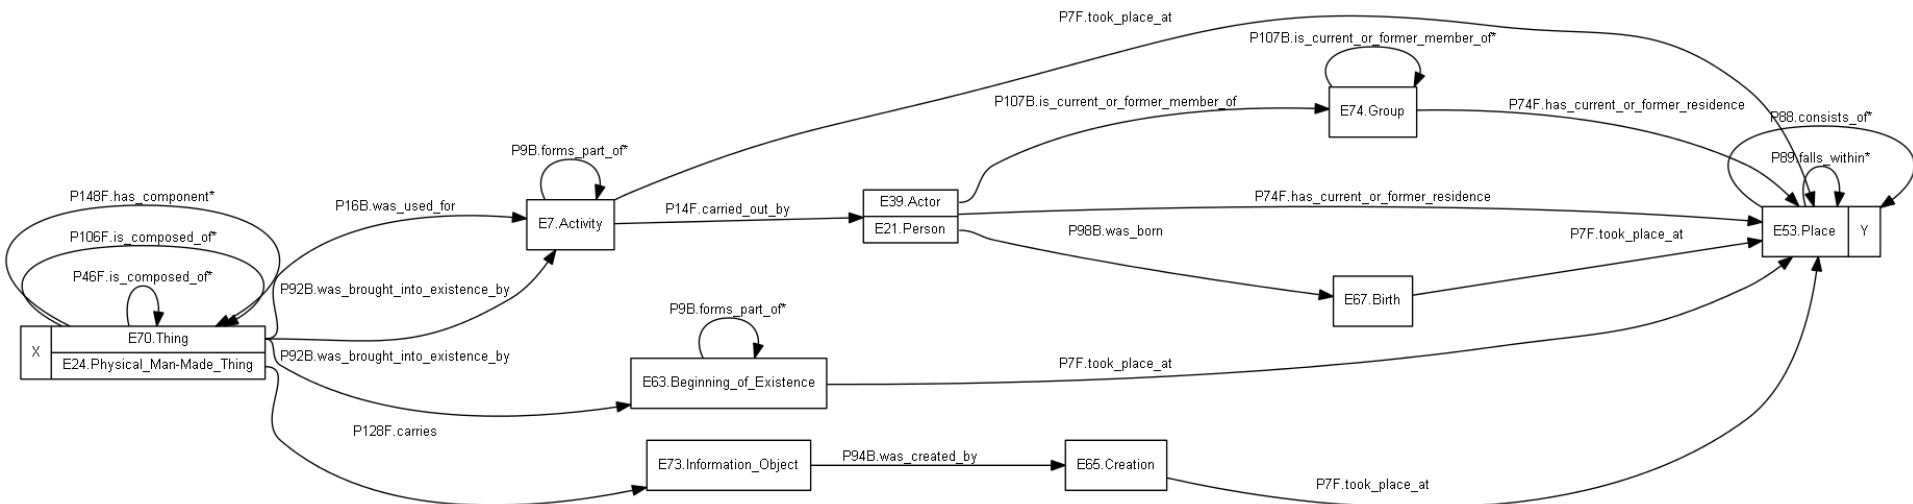 P7F.took_place_at
P107B.is_current_or_former_member_of*
P107B.is_current_or_former_member_of
E74.Group
P74F.has_current_or_former_residence
P88.consists_of*
P89.falls_within*
P9B.forms_part_of*
P148F.has_component*
P16B.was_used_for
E7.Activity
P14F.carried_out_by
E39.Actor
E21.Person
P74F.has_current_or_former_residence
P98B.was_born
P7F.took_place_at
E53.Place
Y
P106F.is_composed_of*
P46F.is_composed_of*
P92B.was_brought_into_existence_by
E67.Birth
P9B.forms_part_of*
X
E70.Thing
E24.Physical_Man-Made_Thing
P92B.was_brought_into_existence_by
E63.Beginning_of_Existence
P7F.took_place_at
P128F.carries
E73.Information_Object
P94B.was_created_by
E65.Creation
P7F.took_place_at